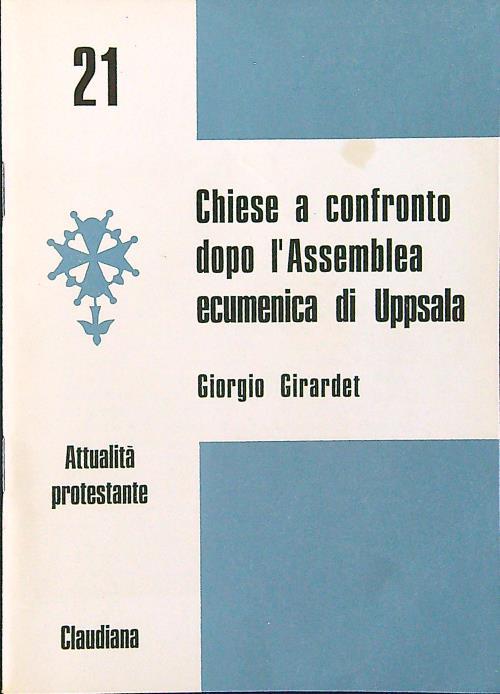 21
Chiese a confronto
dopo l'Assemblea
ecumenica di Uppsala
Giorgio Girardet
Attualità
protestante
Claudiana